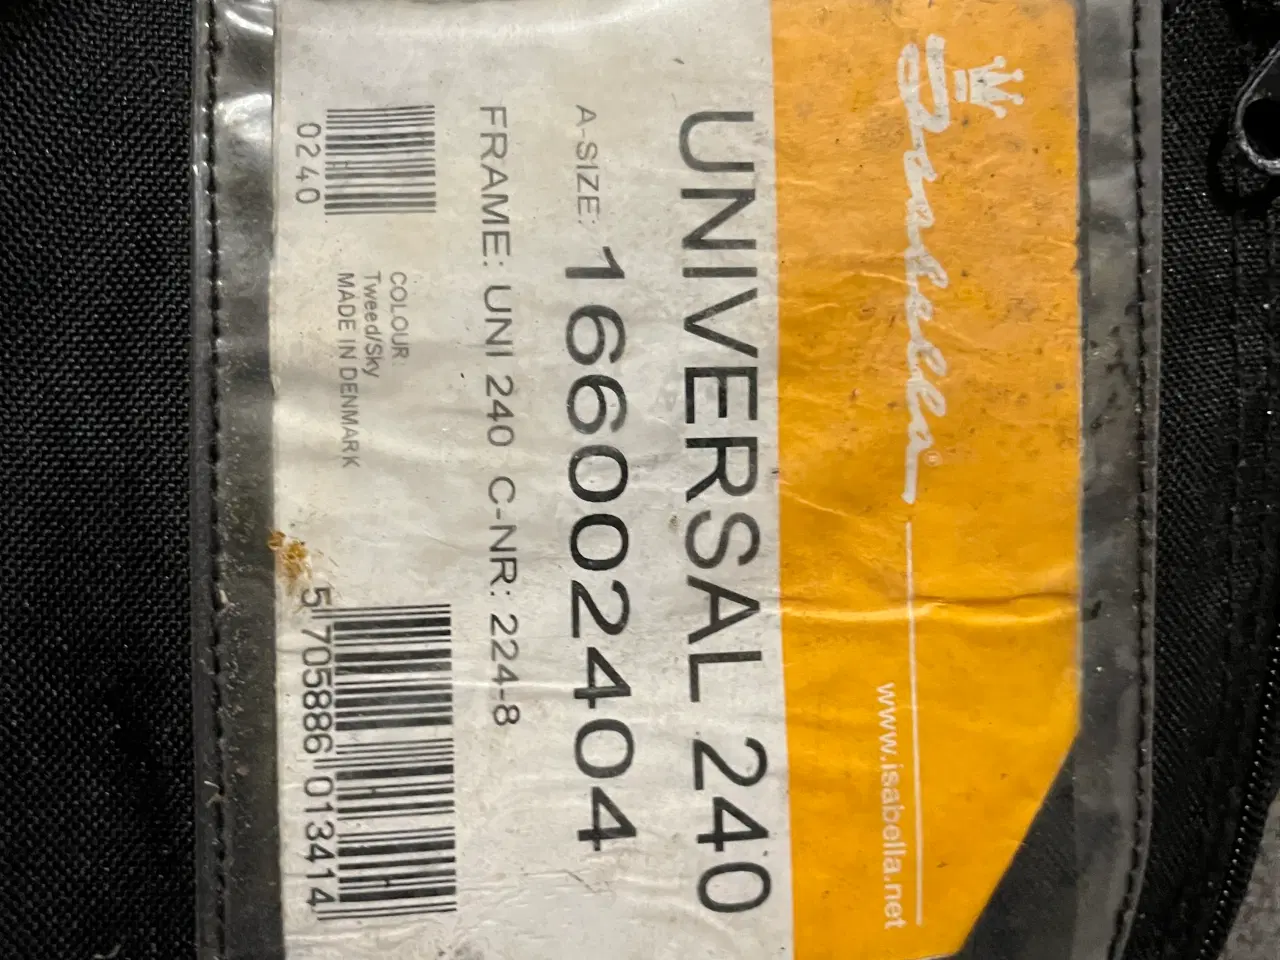 Isabella®
www.isabella.net
UNIVERSAL 240
A-SIZE: 1660022404
FRAME: UNI 240 C-NR: 224-8
0240
COLOUR:
Tweed/Sky
MADE IN DENMARK
5 705886 013414